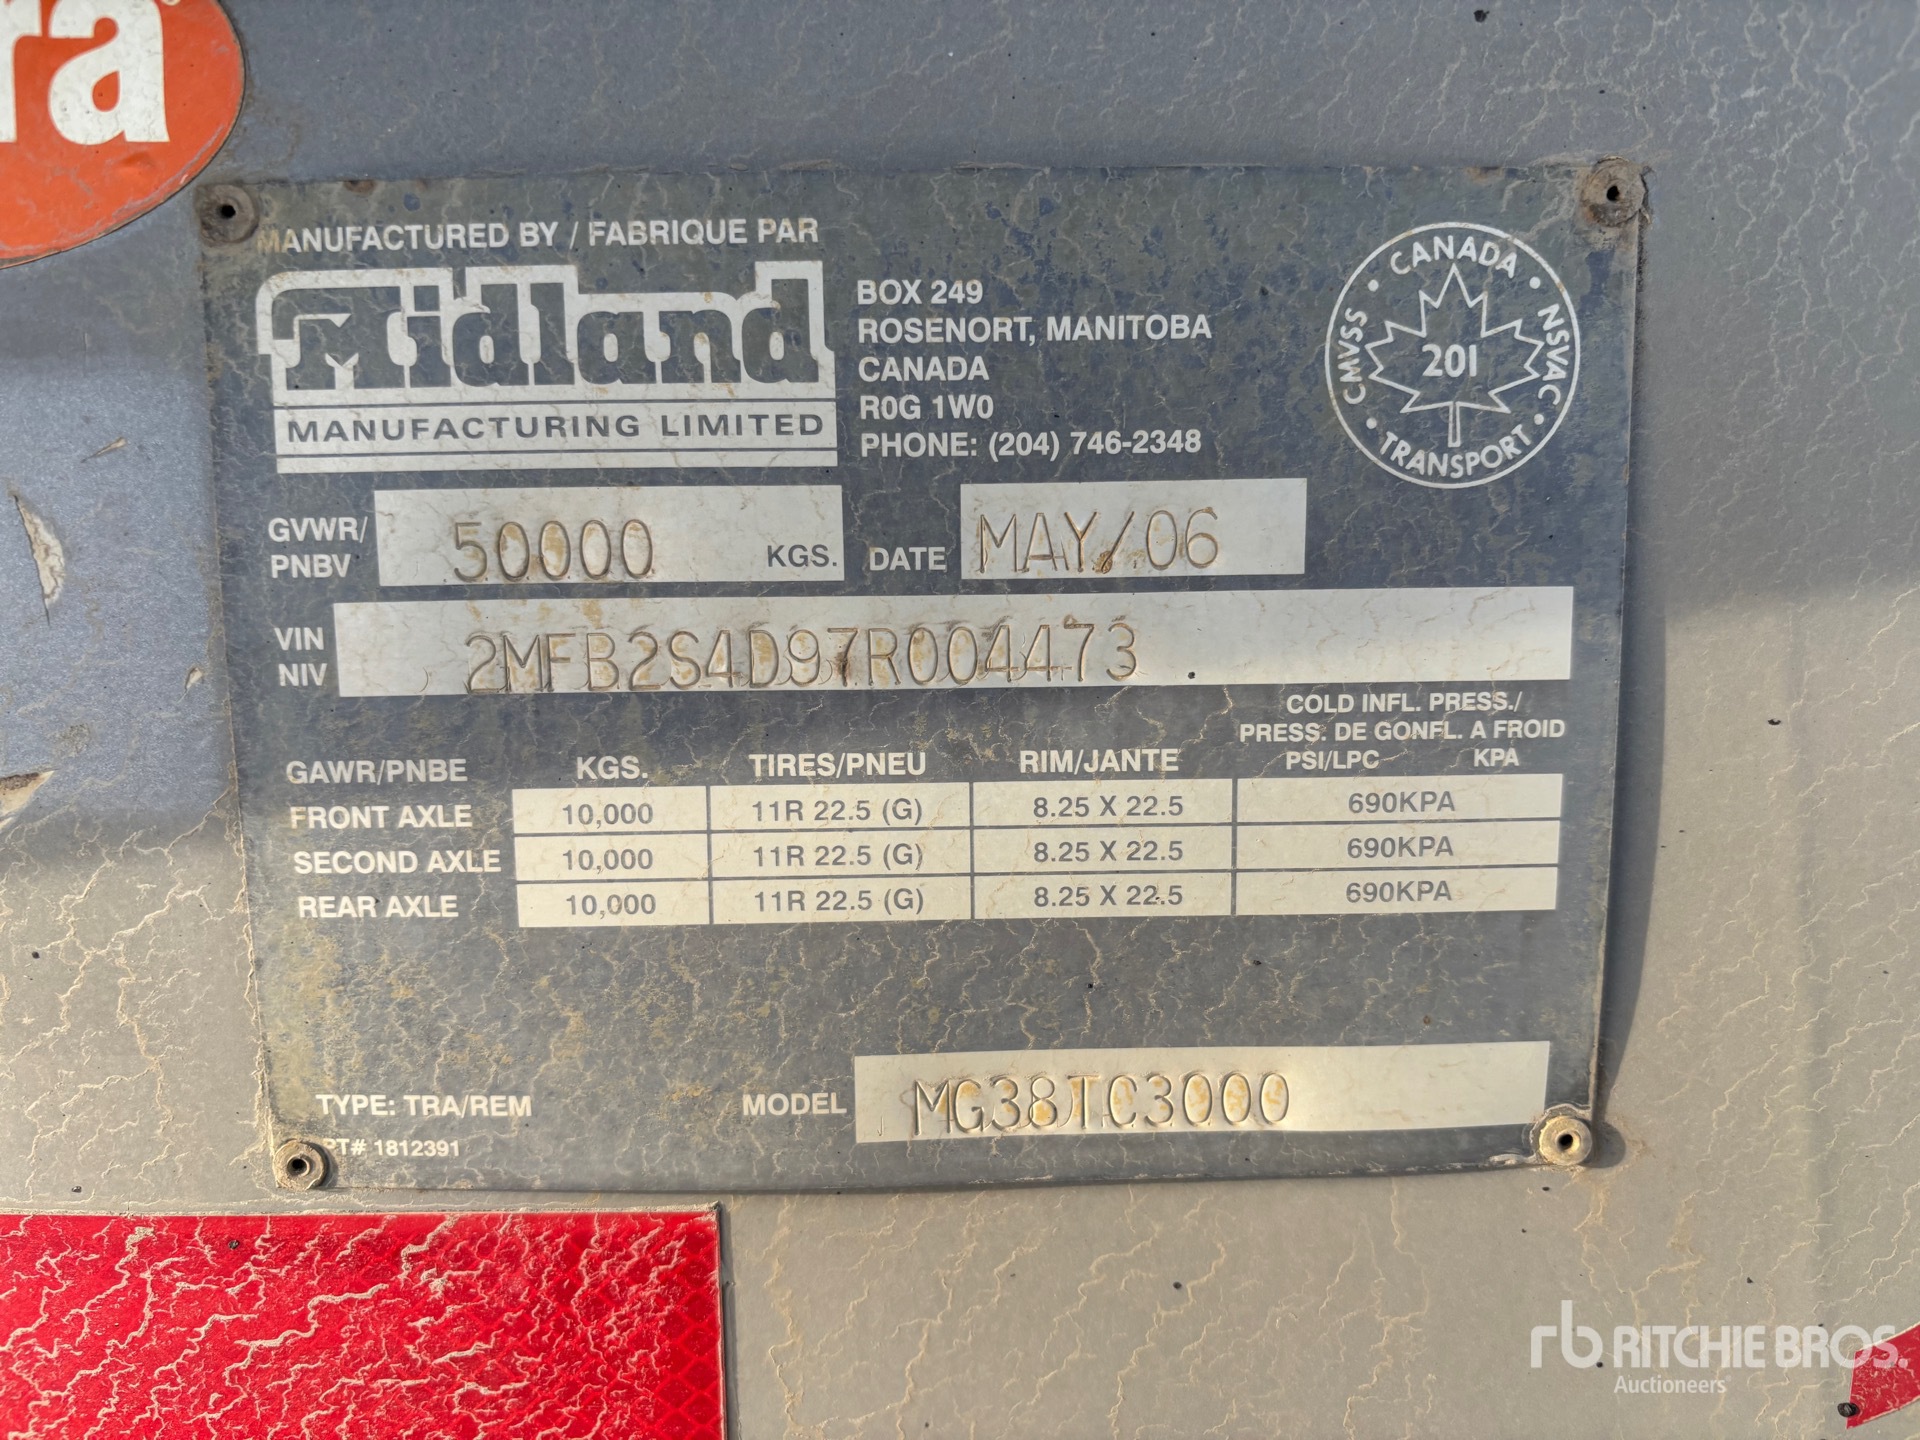 ra
MANUFACTURED BY / FABRIQUE PAR
Midland
MANUFACTURING LIMITED
BOX 249
ROSENORT, MANITOBA
CANADA
R0G 1W0
PHONE: (204) 746-2348
CANADA • NSVAC • TRANSPORT • CMVSS •
201
GVWR/
PNBV
50000 KGS.
DATE MAY/06
VIN
NIV
2MFB2S4D97R004473
COLD INFL. PRESS./
PRESS. DE GONFL. A FROID
GAWR/PNBE KGS. TIRES/PNEU RIM/JANTE PSI/LPC KPA
FRONT AXLE 10,000 11R 22.5 (G) 8.25 X 22.5 690KPA
SECOND AXLE 10,000 11R 22.5 (G) 8.25 X 22.5 690KPA
REAR AXLE 10,000 11R 22.5 (G) 8.25 X 22.5 690KPA
TYPE: TRA/REM MODEL MG38TC3000
PT# 1812391
rb RITCHIE BROS.
Auctioneers